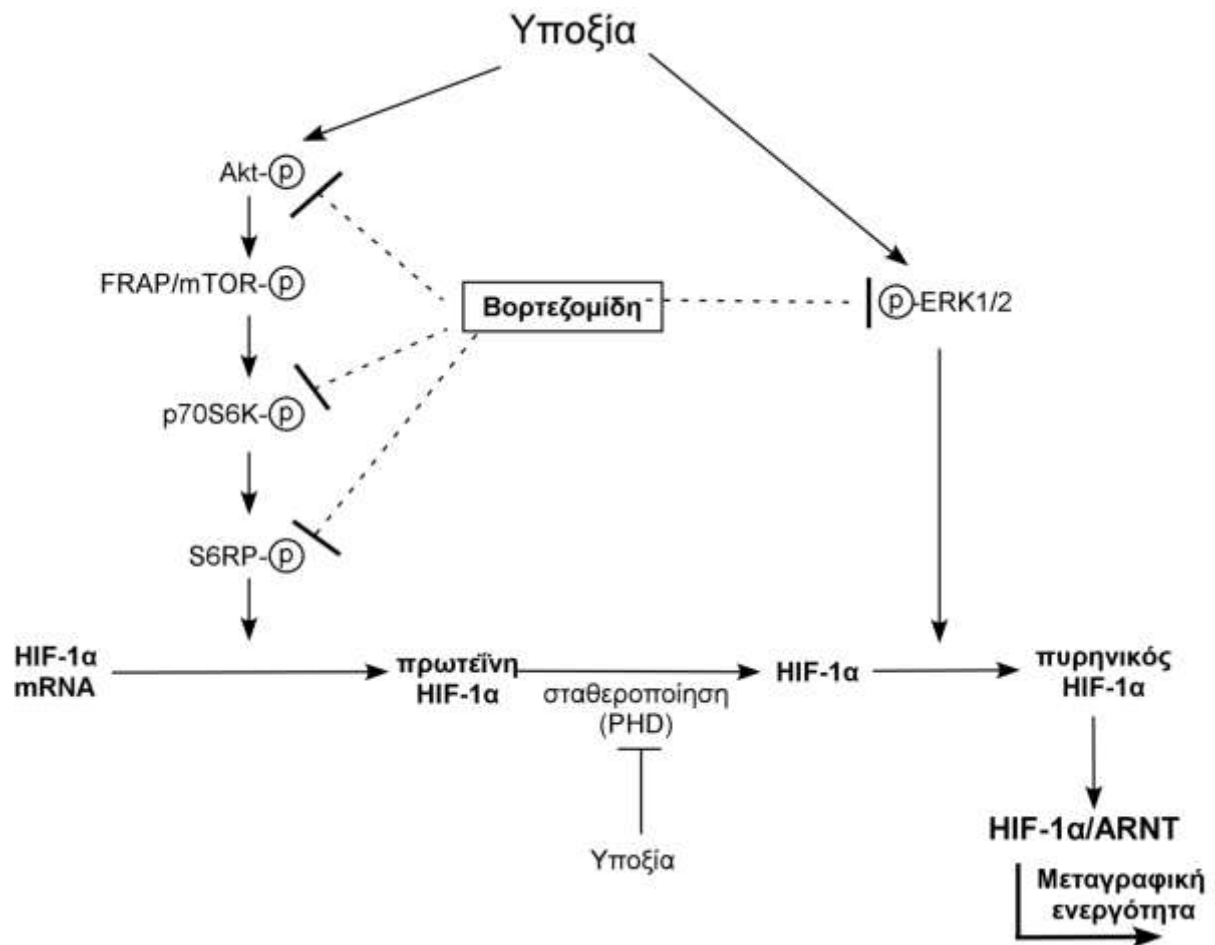 Υποξία
Akt-p
FRAP/mTOR-p
Βορτεζομίδη
p-ERK1/2
p70S6K-p
S6RP-p
HIF-1α
mRNA
πρωτεΐνη
HIF-1α
σταθεροποίηση
(PHD)
HIF-1α
πυρηνικός
HIF-1α
Υποξία
HIF-1α/ARNT
Μεταγραφική
ενεργότητα